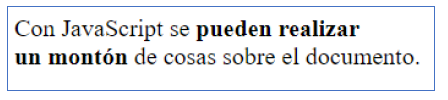 Con JavaScript se pueden realizar
un montón de cosas sobre el documento.